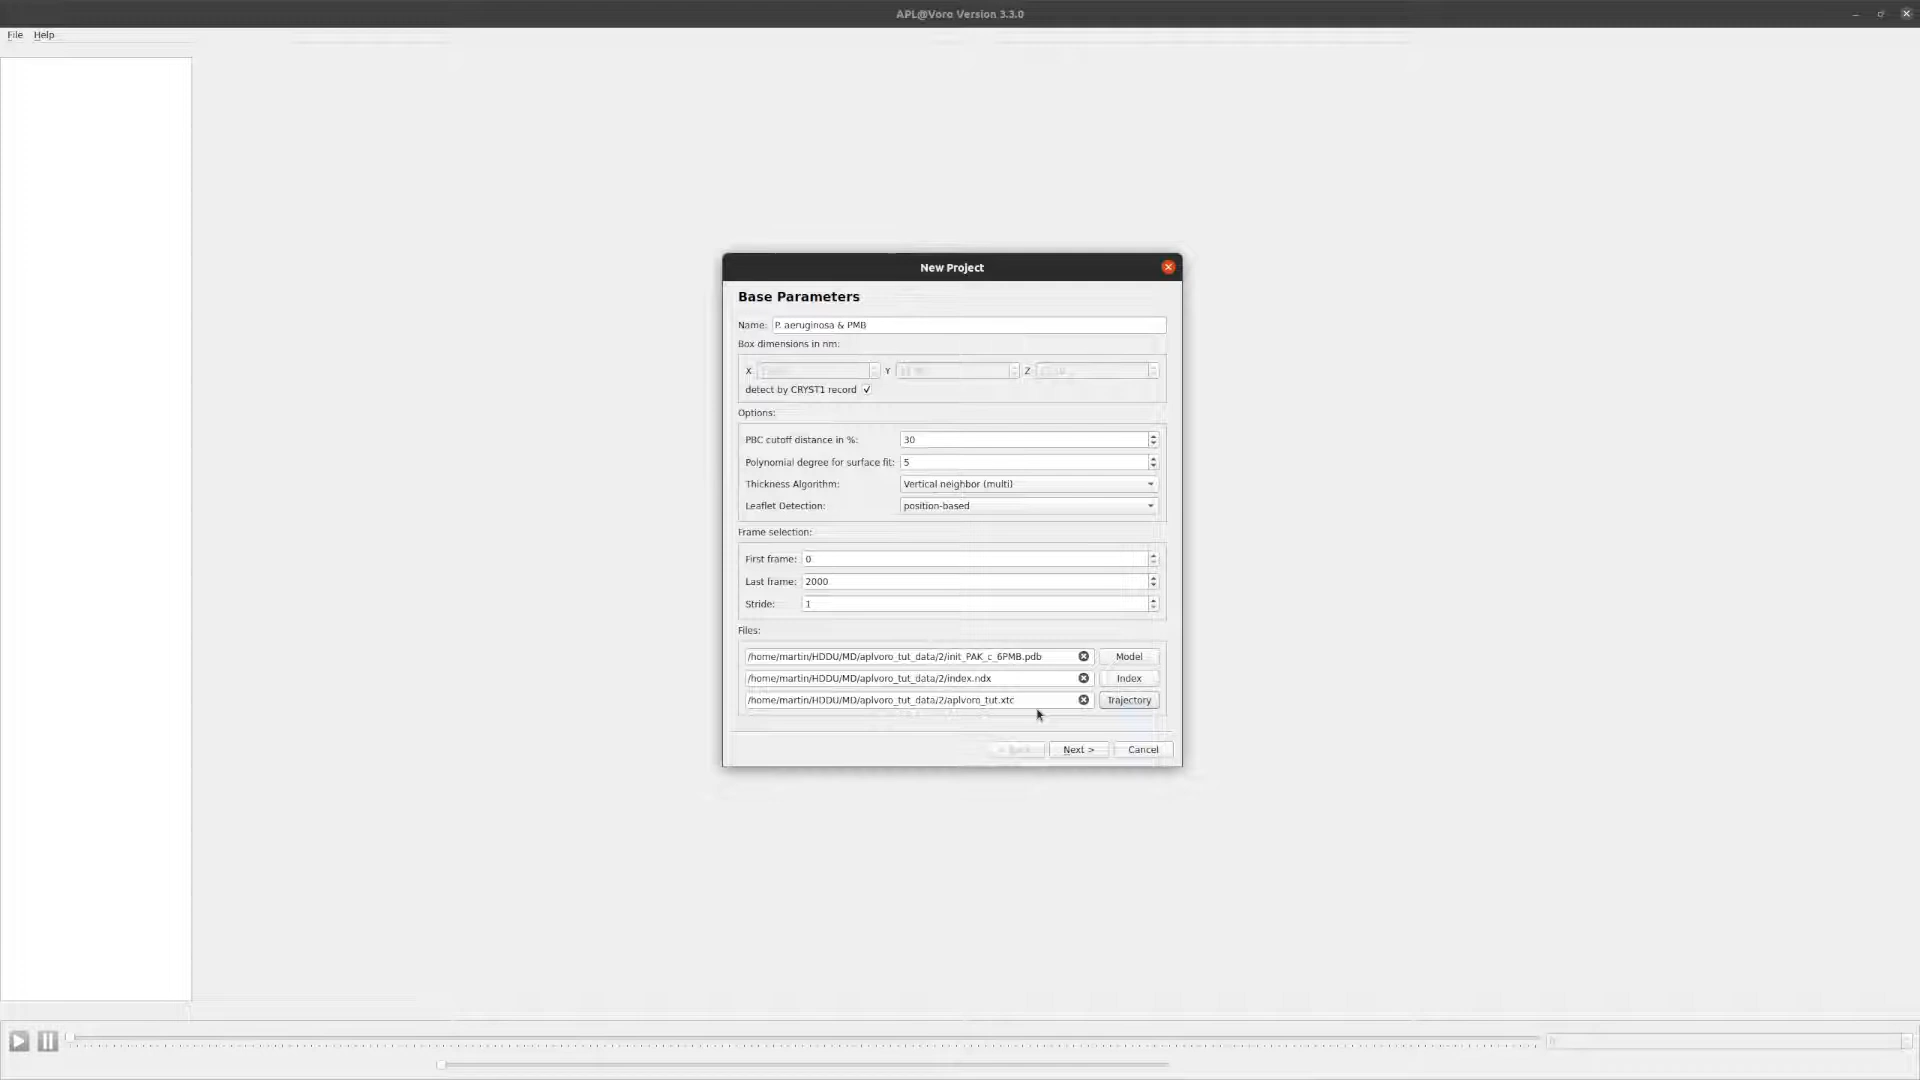 APL@Voro Version 3.3.0
File Help
New Project
Base Parameters
Name: P. aeruginosa & PMB
Box dimensions in nm:
X Y Z
detect by CRYST1 record
Options:
PBC cutoff distance in %: 30
Polynomial degree for surface fit: 5
Thickness Algorithm: Vertical neighbor (multi)
Leaflet Detection: position-based
Frame selection:
First frame: 0
Last frame: 2000
Stride: 1
Files:
/home/martin/HDDU/MD/aplvoro_tut_data/2/init_PAK_c_6PMB.pdb Model
/home/martin/HDDU/MD/aplvoro_tut_data/2/index.ndx Index
/home/martin/HDDU/MD/aplvoro_tut_data/2/aplvoro_tut.xtc Trajectory
Next > Cancel